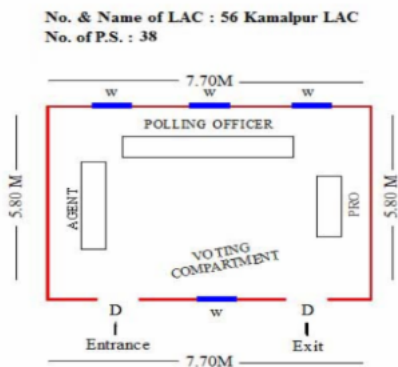 No. & Name of LAC : 56 Kamalpur LAC
No. of P.S. : 38
7.70M
w w w
POLLING OFFICER
5.80 M
AGENT
PRO
5.80 M
VOTING
COMPARTMENT
D w D
Entrance Exit
7.70M